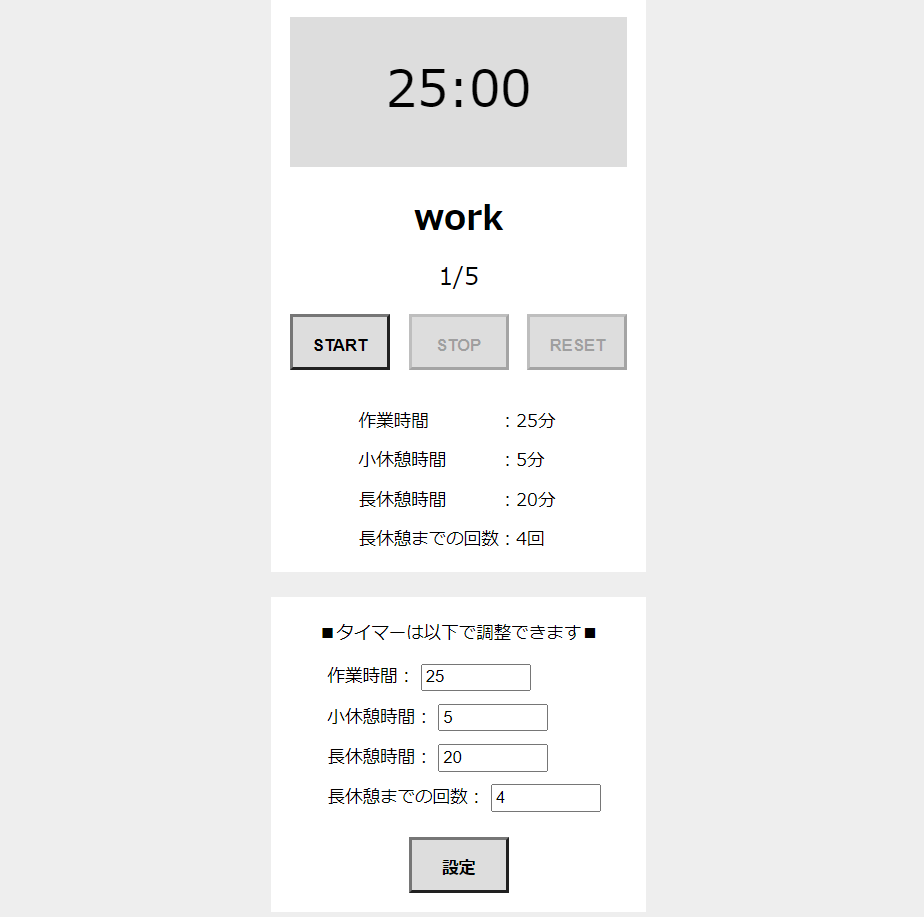 25:00
work
1/5
START STOP RESET
作業時間 : 25分
小休憩時間 : 5分
長休憩時間 : 20分
長休憩までの回数 : 4回
■タイマーは以下で調整できます■
作業時間： 25
小休憩時間： 5
長休憩時間： 20
長休憩までの回数： 4
設定